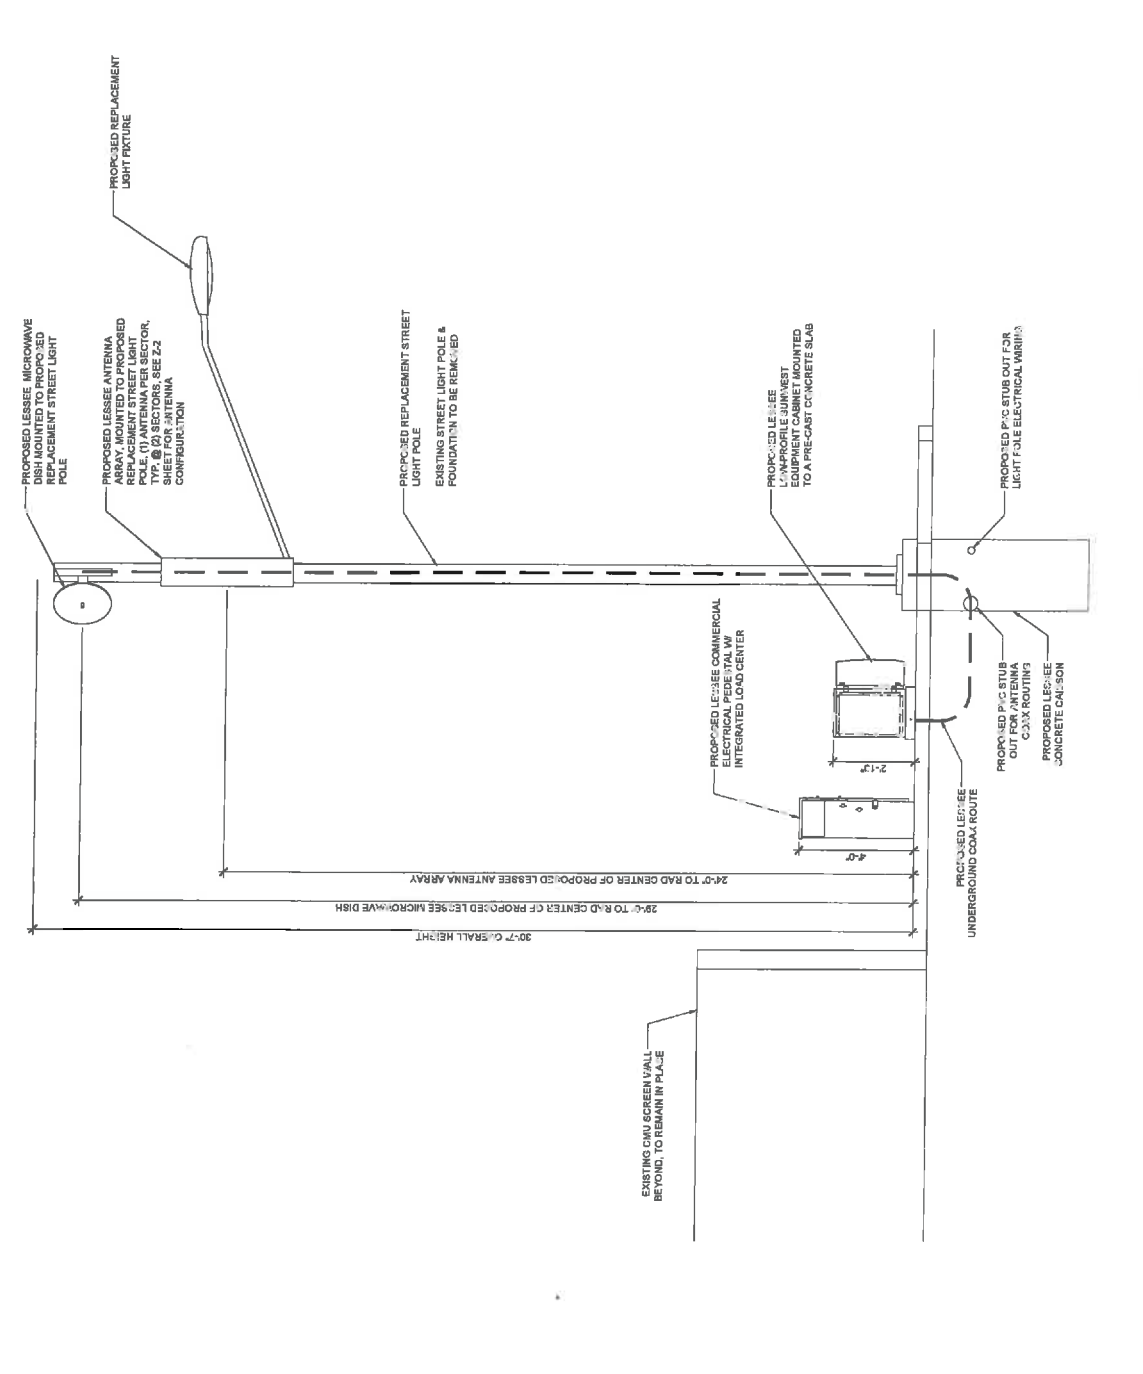 PROPOSED REPLACEMENT
LIGHT FIXTURE
PROPOSED LESSEE MICROWAVE
DISH MOUNTED TO PROPOSED
REPLACEMENT STREET LIGHT
POLE
PROPOSED LESSEE ANTENNA
ARRAY, MOUNTED TO PROPOSED
REPLACEMENT STREET LIGHT
POLE, (1) ANTENNA PER SECTOR,
TYP. @ (2) SECTORS, SEE Z-2
SHEET FOR ANTENNA
CONFIGURATION
PROPOSED REPLACEMENT STREET
LIGHT POLE
EXISTING STREET LIGHT POLE &
FOUNDATION TO BE REMOVED
PROPOSED LESSEE
LOW-PROFILE SUNWEST
EQUIPMENT CABINET MOUNTED
TO A PRE-CAST CONCRETE SLAB
PROPOSED PVC STUB OUT FOR
LIGHT POLE ELECTRICAL WIRING
PROPOSED LESSEE COMMERCIAL
ELECTRICAL PEDESTAL W/
INTEGRATED LOAD CENTER
PROPOSED PVC STUB
OUT FOR ANTENNA
COAX ROUTING
PROPOSED LESSEE
CONCRETE CAISSON
PROPOSED LESSEE
UNDERGROUND COAX ROUTE
4'-0"
24'-0" TO RAD CENTER OF PROPOSED LESSEE ANTENNA ARRAY
29'-0" TO RAD CENTER OF PROPOSED LESSEE MICROWAVE DISH
30'-7" OVERALL HEIGHT
EXISTING CMU SCREEN WALL
BEYOND, TO REMAIN IN PLACE